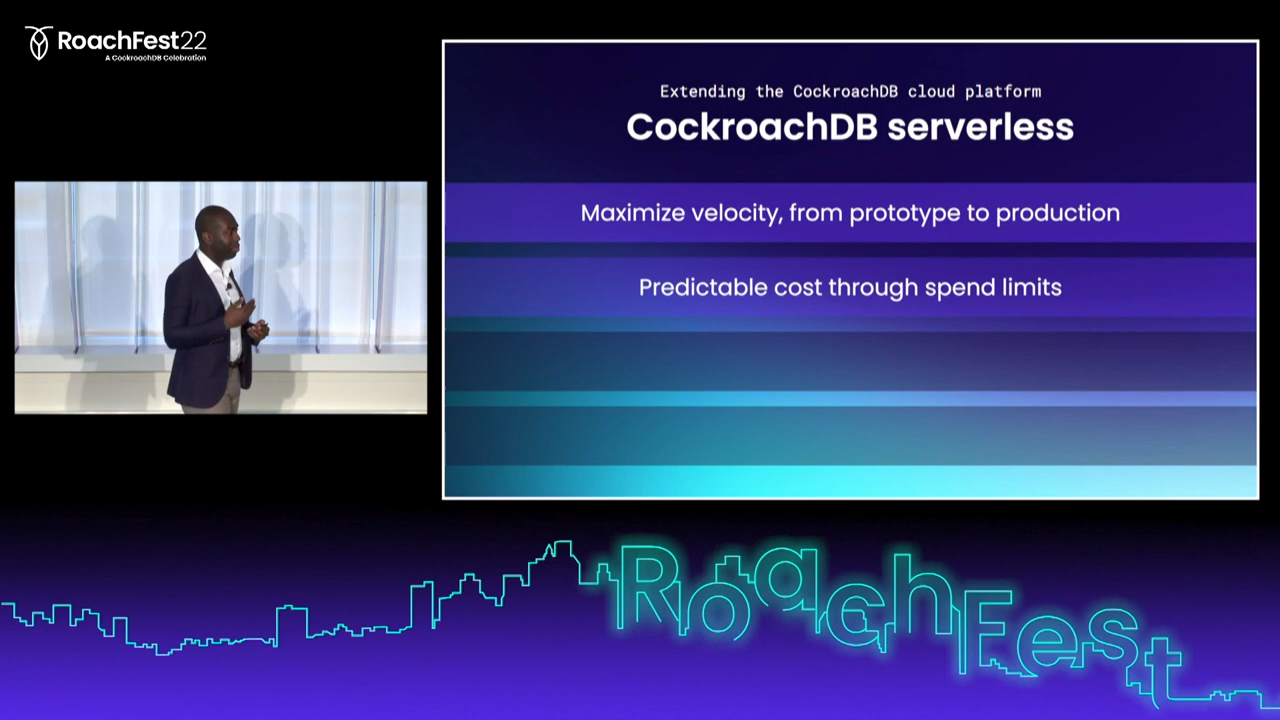 RoachFest22
A CockroachDB Celebration
Extending the CockroachDB cloud platform
CockroachDB serverless
Maximize velocity, from prototype to production
Predictable cost through spend limits
RoachFest